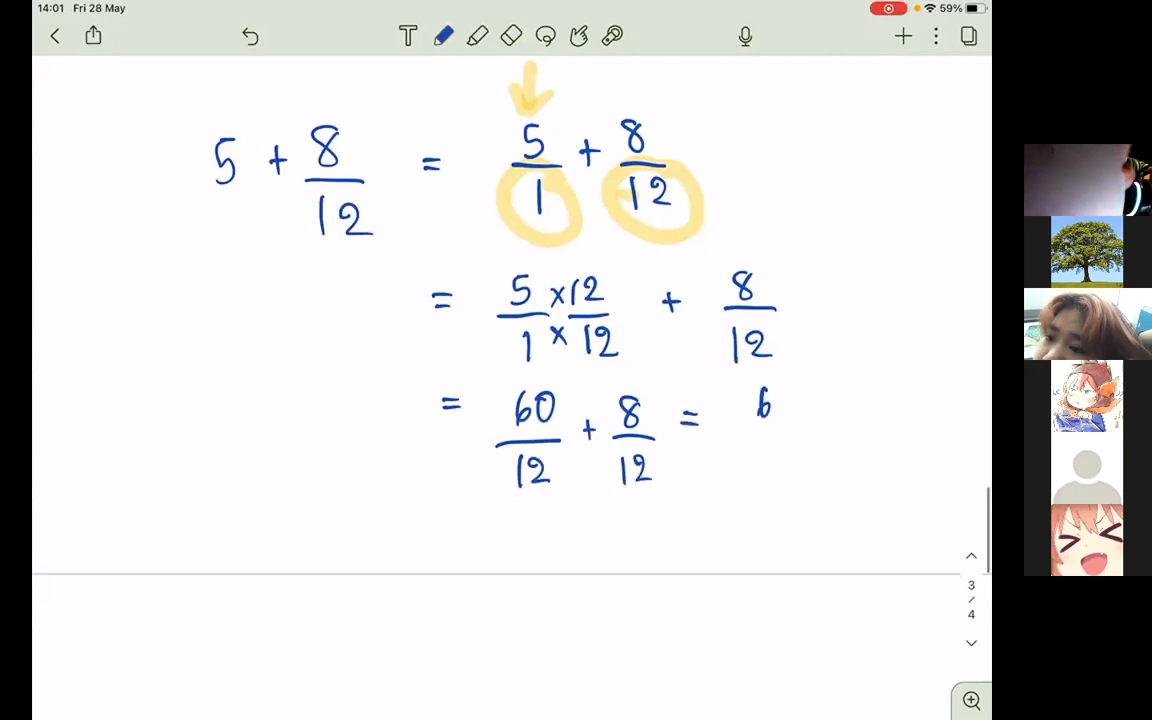 14:01 Fri 28 May 59%
T
5 + 8/12 = 5/1 + 8/12
= 5/1 × 12/× 12 + 8/12
= 60/12 + 8/12 = 6
3
/
4